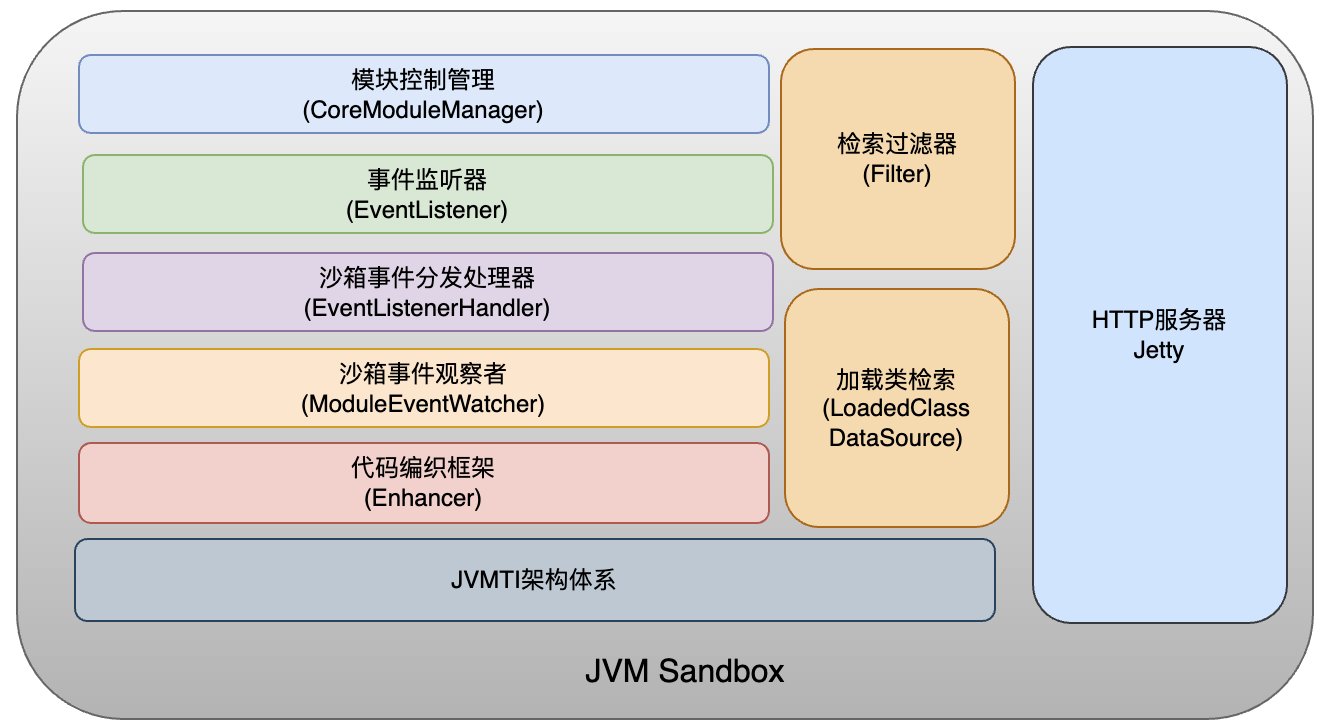 模块控制管理
(CoreModuleManager)
事件监听器
(EventListener)
沙箱事件分发处理器
(EventListenerHandler)
沙箱事件观察者
(ModuleEventWatcher)
代码编织框架
(Enhancer)
JVMTI架构体系
检索过滤器
(Filter)
加载类检索
(LoadedClass
DataSource)
HTTP服务器
Jetty
JVM Sandbox